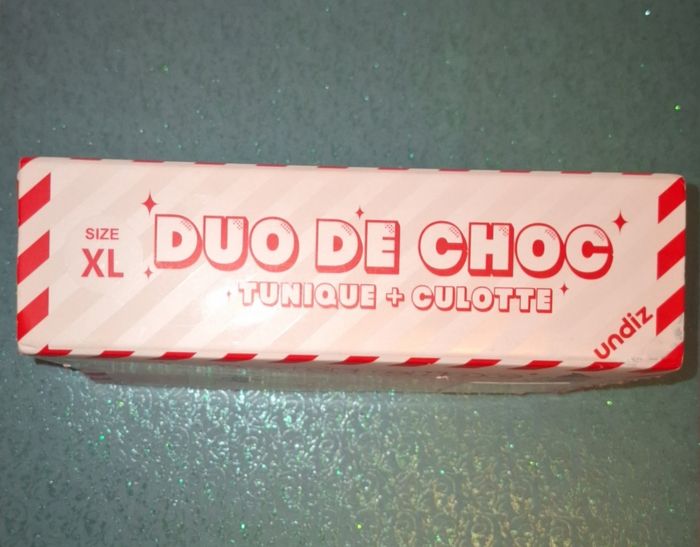 SIZE
XL
DUO DE CHOC
TUNIQUE + CULOTTE
undiz